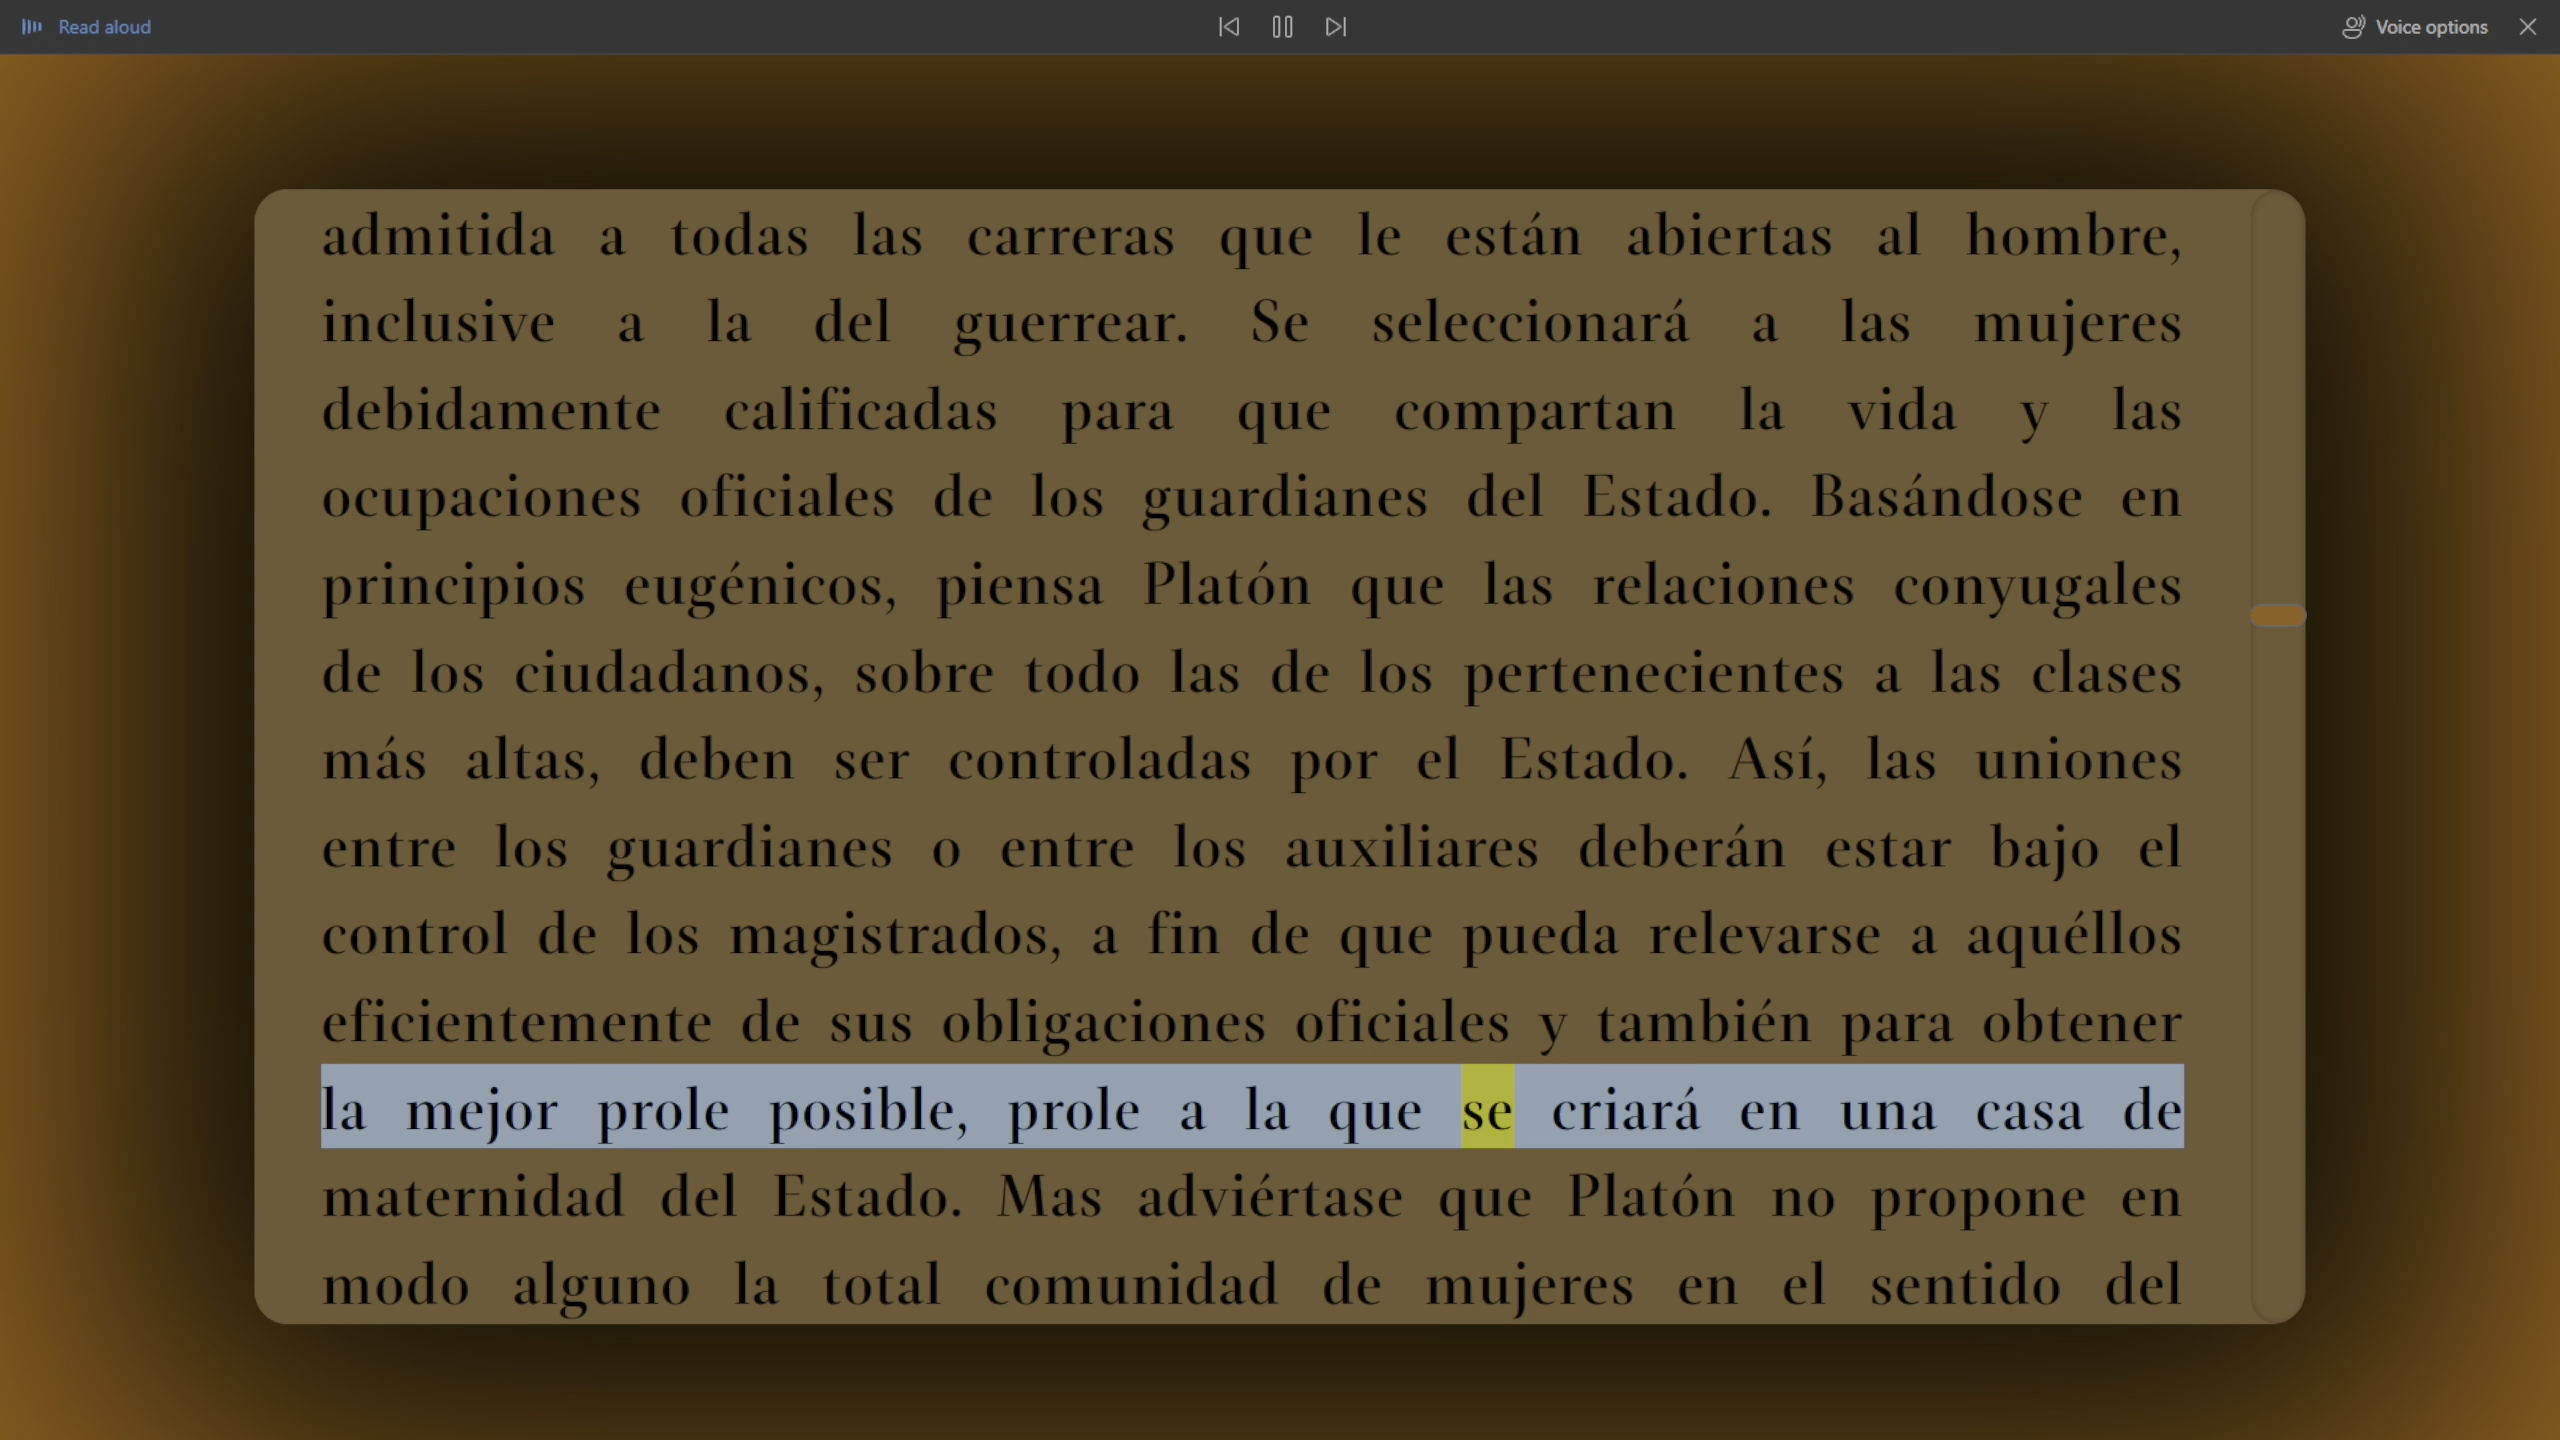 Read aloud
Voice options
admitida a todas las carreras que le están abiertas al hombre,
inclusive a la del guerrear. Se seleccionará a las mujeres
debidamente calificadas para que compartan la vida y las
ocupaciones oficiales de los guardianes del Estado. Basándose en
principios eugénicos, piensa Platón que las relaciones conyugales
de los ciudadanos, sobre todo las de los pertenecientes a las clases
más altas, deben ser controladas por el Estado. Así, las uniones
entre los guardianes o entre los auxiliares deberán estar bajo el
control de los magistrados, a fin de que pueda relevarse a aquéllos
eficientemente de sus obligaciones oficiales y también para obtener
la mejor prole posible, prole a la que se criará en una casa de
maternidad del Estado. Mas adviértase que Platón no propone en
modo alguno la total comunidad de mujeres en el sentido del